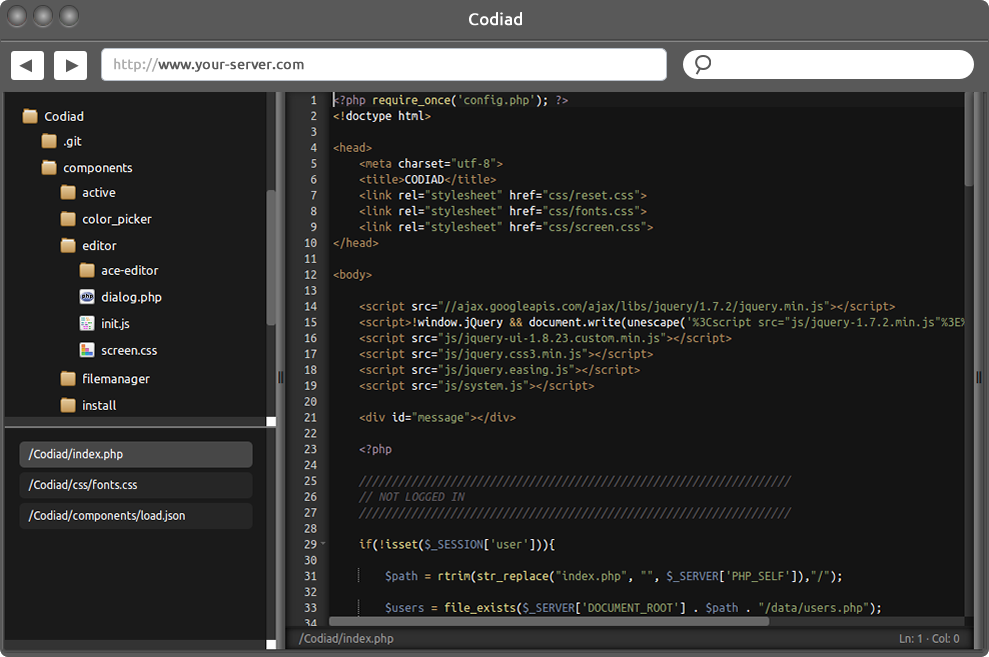 Codiad
http://www.your-server.com
Codiad
.git
components
active
color_picker
editor
ace-editor
dialog.php
init.js
screen.css
filemanager
install
/Codiad/index.php
/Codiad/css/fonts.css
/Codiad/components/load.json
1 <?php require_once('config.php'); ?>
2 <!doctype html>
3
4 <head>
5 <meta charset="utf-8">
6 <title>CODIAD</title>
7 <link rel="stylesheet" href="css/reset.css">
8 <link rel="stylesheet" href="css/fonts.css">
9 <link rel="stylesheet" href="css/screen.css">
10 </head>
11
12 <body>
13
14 <script src="//ajax.googleapis.com/ajax/libs/jquery/1.7.2/jquery.min.js"></script>
15 <script>!window.jQuery && document.write(unescape('%3Cscript src="js/jquery-1.7.2.min.js"%3E%
16 <script src="js/jquery-ui-1.8.23.custom.min.js"></script>
17 <script src="js/jquery.css3.min.js"></script>
18 <script src="js/jquery.easing.js"></script>
19 <script src="js/system.js"></script>
20
21 <div id="message"></div>
22
23 <?php
24
25 //////////////////////////////////////////////////////////////////
26 // NOT LOGGED IN
27 //////////////////////////////////////////////////////////////////
28
29 if(!isset($_SESSION['user'])){
30
31 $path = rtrim(str_replace("index.php", "", $_SERVER['PHP_SELF']),"/");
32
33 $users = file_exists($_SERVER['DOCUMENT_ROOT'] . $path . "/data/users.php");
34
/Codiad/index.php
Ln: 1 · Col: 0